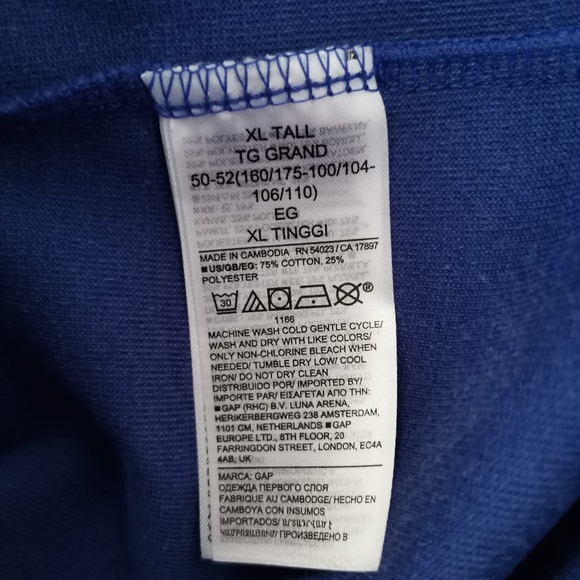 XL TALL
TG GRAND
50-52(160/175-100/104-
106/110)
EG
XL TINGGI
MADE IN CAMBODIA RN 54023 / CA 17897
■US/GB/EG: 75% COTTON, 25%
POLYESTER
30
®
1166
MACHINE WASH COLD GENTLE CYCLE/
WASH AND DRY WITH LIKE COLORS/
ONLY NON-CHLORINE BLEACH WHEN
NEEDED/ TUMBLE DRY LOW/ COOL
IRON/ DO NOT DRY CLEAN
DISTRIBUIDO POR/ IMPORTED BY/
IMPORTE PAR/ ΕΙΣΑΓΕΤΑΙ ΑΠΟ ΤΗΝ:
■GAP (RHC) B.V. LUNA ARENA,
HERIKERBERGWEG 238 AMSTERDAM,
1101 CM, NETHERLANDS ■GAP
EUROPE LTD., 8TH FLOOR, 20
FARRINGDON STREET, LONDON, EC4A
4AB, UK
MARCA: GAP
ОДЕЖДА ПЕРВОГО СЛОЯ
FABRIQUE AU CAMBODGE/ HECHO EN
CAMBOYA CON INSUMOS
IMPORTADOS/
ПРОИЗВЕДЕНО В